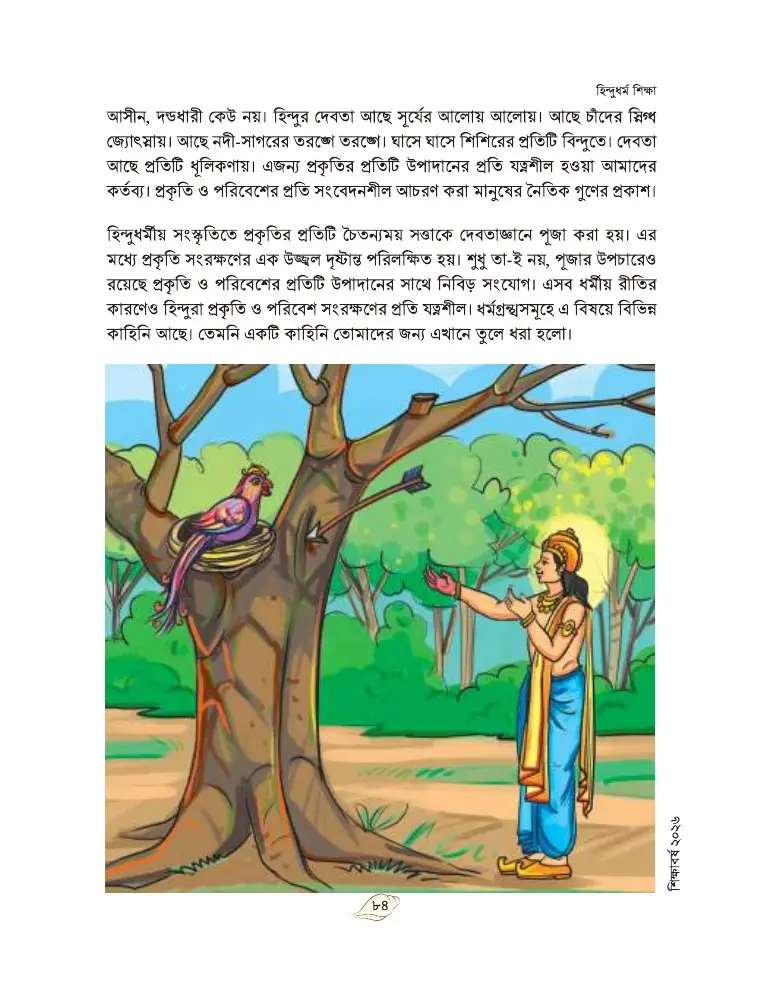 হিন্দুধর্ম শিক্ষা
আসীন, দন্ডধারী কেউ নয়। হিন্দুর দেবতা আছে সূর্যের আলোয় আলোয়। আছে চাঁদের স্নিগ্ধ
জ্যোৎস্নায়। আছে নদী-সাগরের তরঙ্গে তরঙ্গে। ঘাসে ঘাসে শিশিরের প্রতিটি বিন্দুতে। দেবতা
আছে প্রতিটি ধূলিকণায়। এজন্য প্রকৃতির প্রতিটি উপাদানের প্রতি যত্নশীল হওয়া আমাদের
কর্তব্য। প্রকৃতি ও পরিবেশের প্রতি সংবেদনশীল আচরণ করা মানুষের নৈতিক গুণের প্রকাশ।
হিন্দুধর্মীয় সংস্কৃতিতে প্রকৃতির প্রতিটি চৈতন্যময় সত্তাকে দেবতাজ্ঞানে পূজা করা হয়। এর
মধ্যে প্রকৃতি সংরক্ষণের এক উজ্জ্বল দৃষ্টান্ত পরিলক্ষিত হয়। শুধু তা-ই নয়, পূজার উপচারেও
রয়েছে প্রকৃতি ও পরিবেশের প্রতিটি উপাদানের সাথে নিবিড় সংযোগ। এসব ধর্মীয় রীতির
কারণেও হিন্দুরা প্রকৃতি ও পরিবেশ সংরক্ষণের প্রতি যত্নশীল। ধর্মগ্রন্থসমূহে এ বিষয়ে বিভিন্ন
কাহিনি আছে। তেমনি একটি কাহিনি তোমাদের জন্য এখানে তুলে ধরা হলো।
শিক্ষাবর্ষ ২০২৬
৮৪